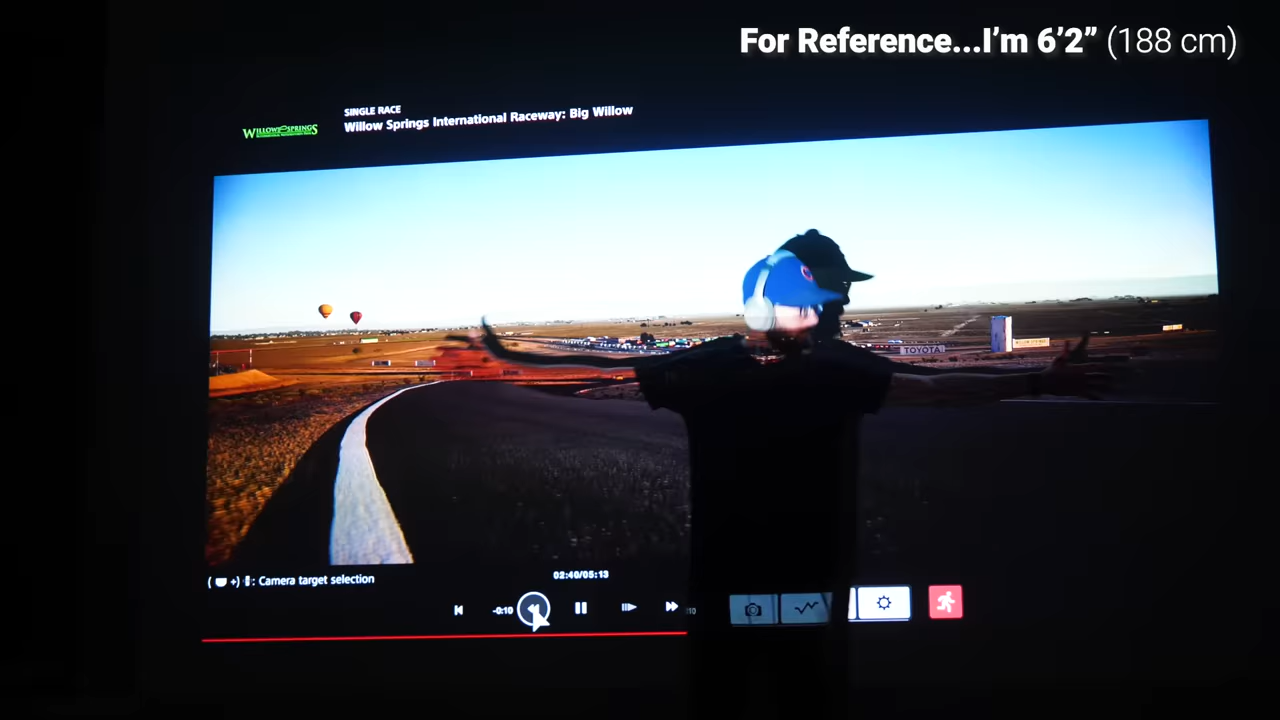 For Reference...I'm 6'2" (188 cm)
SINGLE RACE
WILLOW SPRINGS
Willow Springs International Raceway: Big Willow
TOYOTA
( +) : Camera target selection
02:40/05:13
-0:10